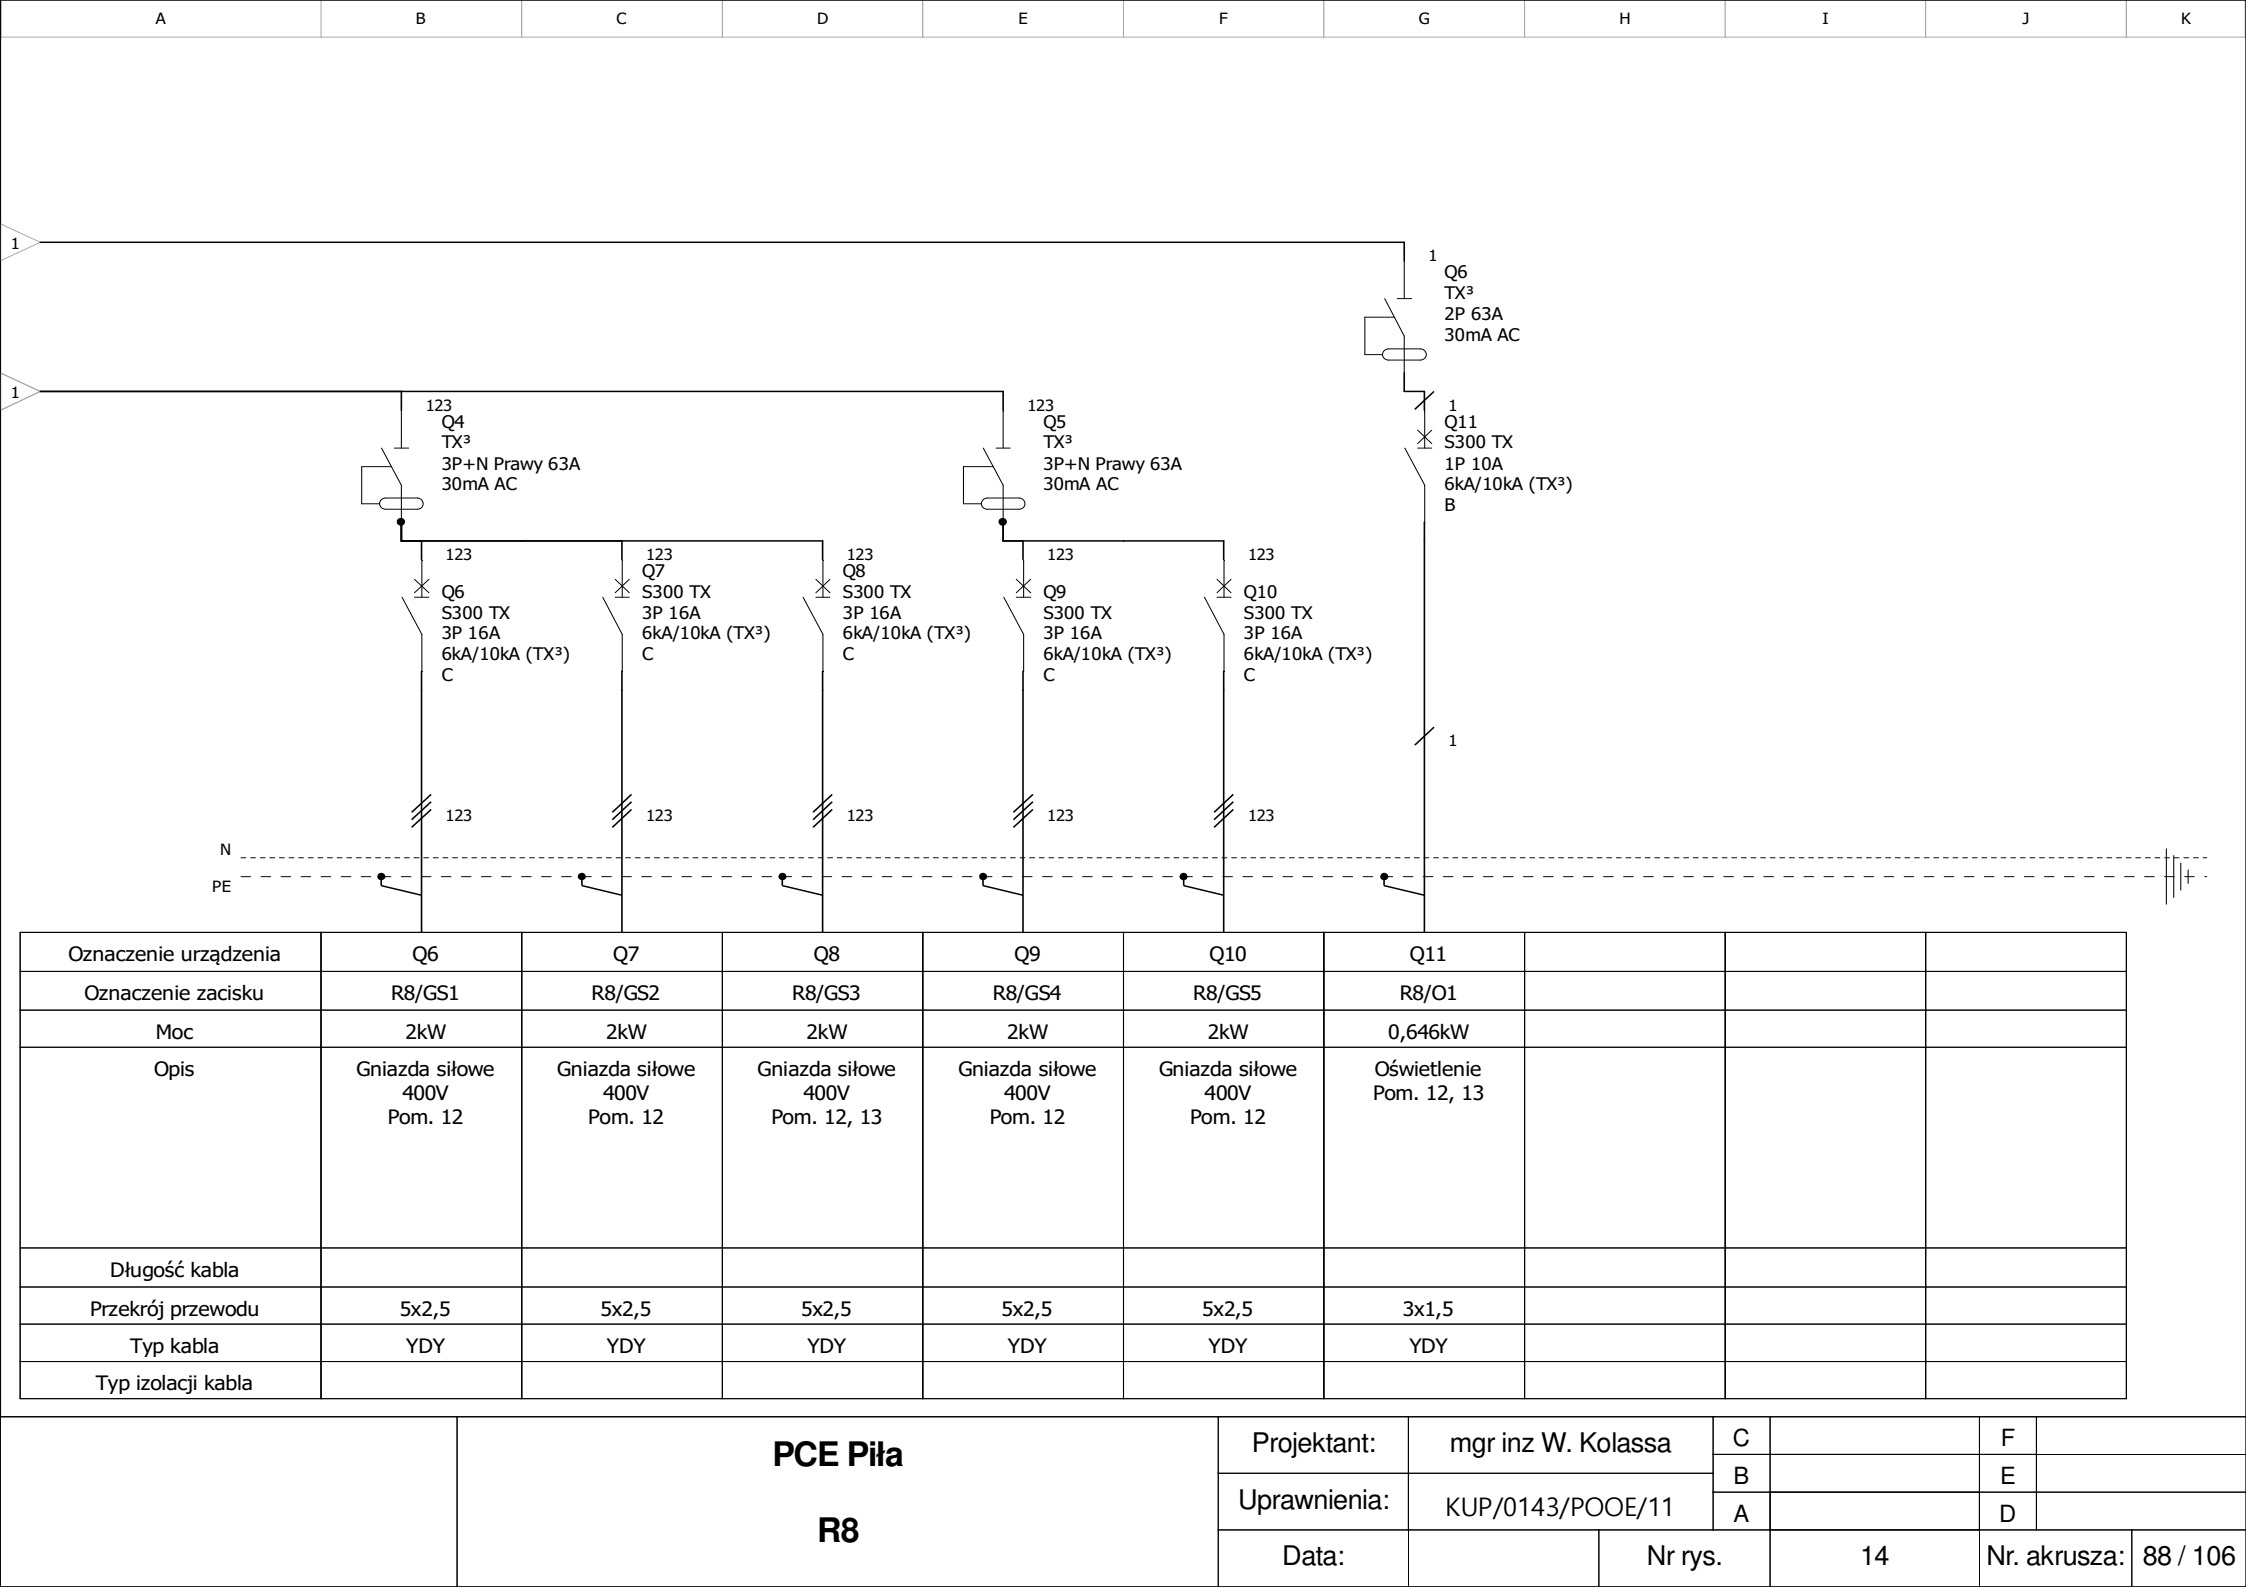 A B C D E F G H I J K
1
1
Q6
TX³
2P 63A
30mA AC
1
123
Q4
TX³
3P+N Prawy 63A
30mA AC
123
Q5
TX³
3P+N Prawy 63A
30mA AC
1
Q11
S300 TX
1P 10A
6kA/10kA (TX³)
B
123
Q6
S300 TX
3P 16A
6kA/10kA (TX³)
C
123
Q7
S300 TX
3P 16A
6kA/10kA (TX³)
C
123
Q8
S300 TX
3P 16A
6kA/10kA (TX³)
C
123
Q9
S300 TX
3P 16A
6kA/10kA (TX³)
C
123
Q10
S300 TX
3P 16A
6kA/10kA (TX³)
C
1
123 123 123 123 123
N
PE
Oznaczenie urządzenia Q6 Q7 Q8 Q9 Q10 Q11
Oznaczenie zacisku R8/GS1 R8/GS2 R8/GS3 R8/GS4 R8/GS5 R8/O1
Moc 2kW 2kW 2kW 2kW 2kW 0,646kW
Opis Gniazda siłowe Gniazda siłowe Gniazda siłowe Gniazda siłowe Gniazda siłowe Oświetlenie
400V 400V 400V 400V 400V Pom. 12, 13
Pom. 12 Pom. 12 Pom. 12, 13 Pom. 12 Pom. 12
Długość kabla
Przekrój przewodu 5x2,5 5x2,5 5x2,5 5x2,5 5x2,5 3x1,5
Typ kabla YDY YDY YDY YDY YDY YDY
Typ izolacji kabla
PCE Piła
R8
Projektant: mgr inz W. Kolassa
Uprawnienia: KUP/0143/POOE/11
C F
B E
A D
Data: Nr rys. 14 Nr. akrusza: 88 / 106